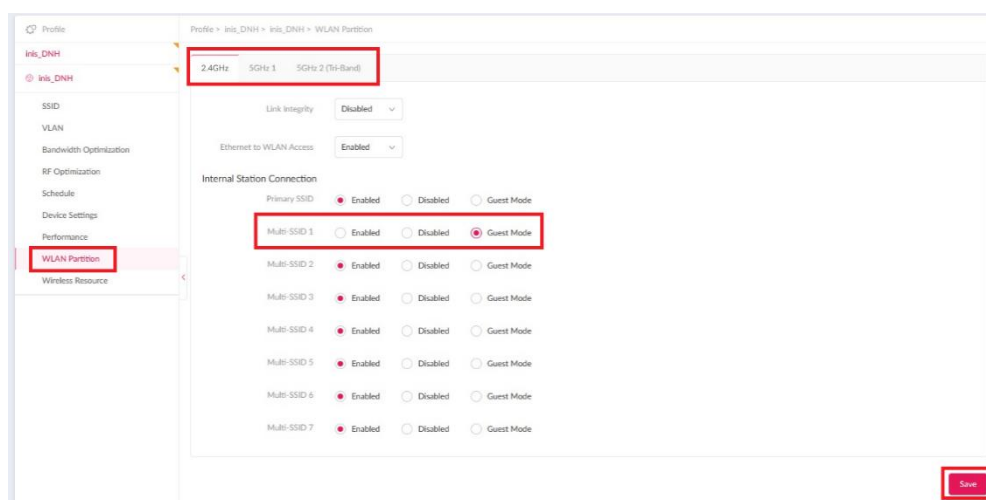 Profile
inis_DNH
inis_DNH
SSID
VLAN
Bandwidth Optimization
RF Optimization
Schedule
Device Settings
Performance
WLAN Partition
Wireless Resource
Profile > inis_DNH > inis_DNH > WLAN Partition
2.4GHz 5GHz 1 5GHz 2 (Tri-Band)
Link Integrity Disabled
Ethernet to WLAN Access Enabled
Internal Station Connection
Primary SSID Enabled Disabled Guest Mode
Multi-SSID 1 Enabled Disabled Guest Mode
Multi-SSID 2 Enabled Disabled Guest Mode
Multi-SSID 3 Enabled Disabled Guest Mode
Multi-SSID 4 Enabled Disabled Guest Mode
Multi-SSID 5 Enabled Disabled Guest Mode
Multi-SSID 6 Enabled Disabled Guest Mode
Multi-SSID 7 Enabled Disabled Guest Mode
Save